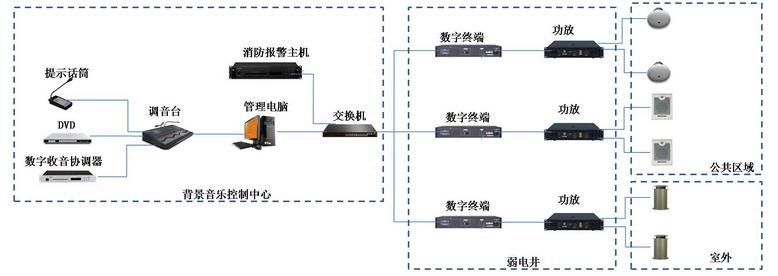 消防报警主机
提示话筒
调音台
管理电脑
交换机
DVD
数字收音协调器
背景音乐控制中心
数字终端
功放
数字终端
功放
数字终端
功放
弱电井
公共区域
室外